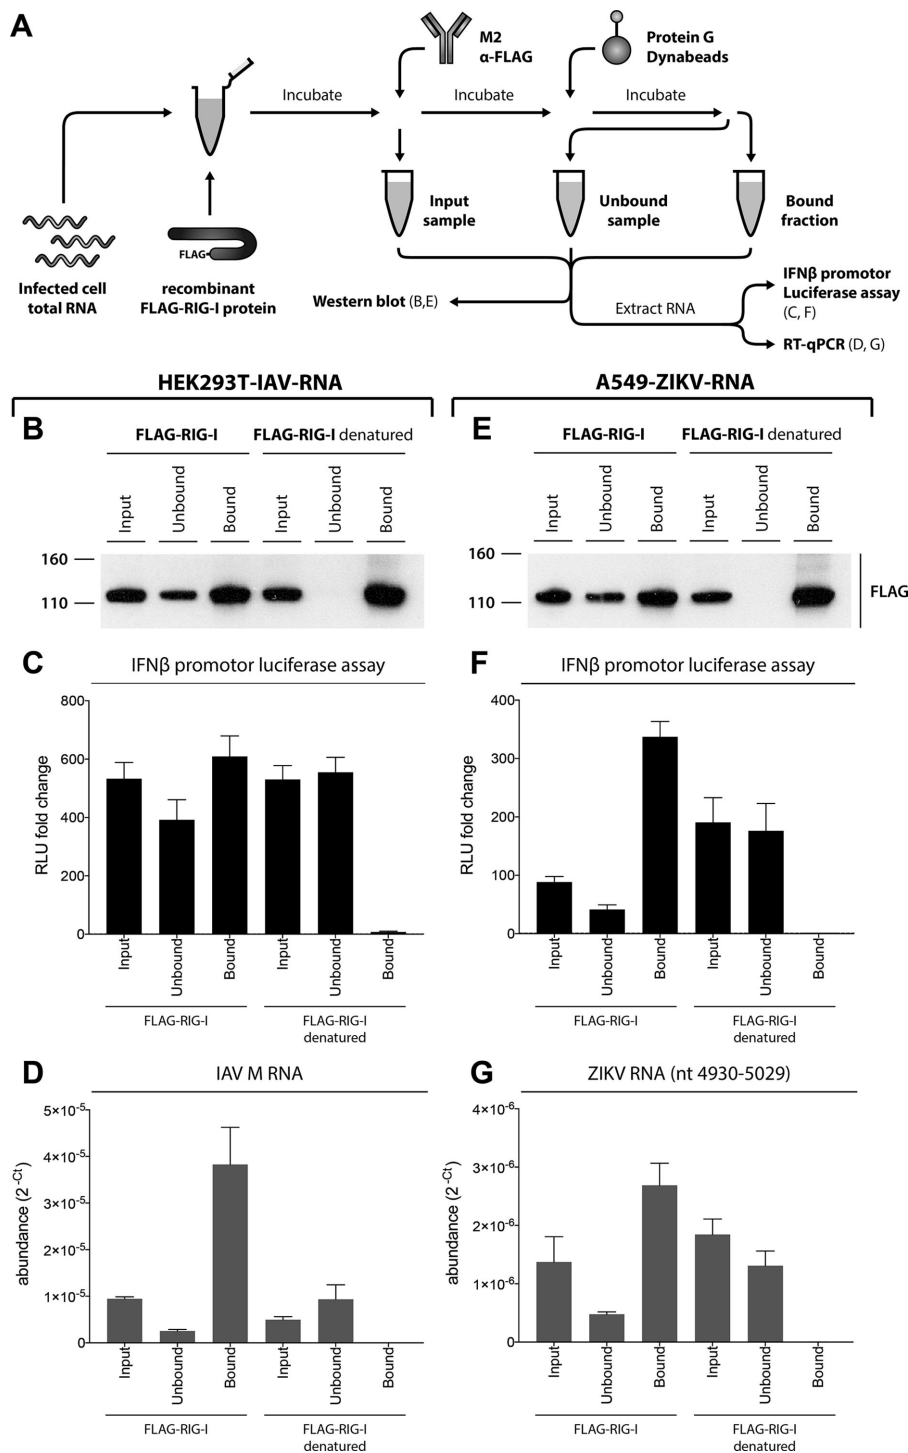 A
M2
α-FLAG
Protein G
Dynabeads
Incubate
Incubate
Incubate
Input
sample
Unbound
sample
Bound
fraction
FLAG
Infected cell
total RNA
recombinant
FLAG-RIG-I protein
Western blot (B,E)
Extract RNA
IFNβ promotor
Luciferase assay
(C, F)
RT-qPCR (D, G)
HEK293T-IAV-RNA
A549-ZIKV-RNA
B
FLAG-RIG-I
FLAG-RIG-I denatured
Input
Unbound
Bound
Input
Unbound
Bound
160
110
E
FLAG-RIG-I
FLAG-RIG-I denatured
Input
Unbound
Bound
Input
Unbound
Bound
160
110
FLAG
C
IFNβ promotor luciferase assay
RLU fold change
800
600
400
200
0
Input
Unbound
Bound
Input
Unbound
Bound
FLAG-RIG-I
FLAG-RIG-I
denatured
F
IFNβ promotor luciferase assay
RLU fold change
400
300
200
100
0
Input
Unbound
Bound
Input
Unbound
Bound
FLAG-RIG-I
FLAG-RIG-I
denatured
D
IAV M RNA
abundance (2^-Ct)
5×10^-5
4×10^-5
3×10^-5
2×10^-5
1×10^-5
0
Input
Unbound
Bound
Input
Unbound
Bound
FLAG-RIG-I
FLAG-RIG-I
denatured
G
ZIKV RNA (nt 4930-5029)
abundance (2^-Ct)
4×10^-6
3×10^-6
2×10^-6
1×10^-6
0
Input
Unbound
Bound
Input
Unbound
Bound
FLAG-RIG-I
FLAG-RIG-I
denatured